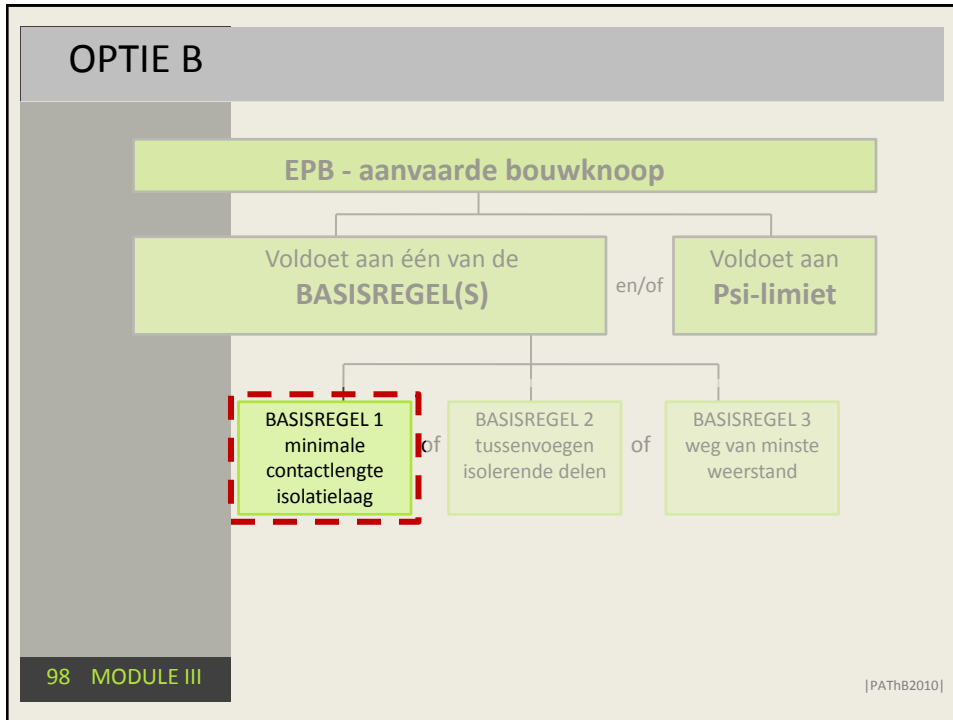 OPTIE B
EPB - aanvaarde bouwknoop
Voldoet aan één van de
BASISREGEL(S)
en/of
Voldoet aan
Psi-limiet
BASISREGEL 1
minimale
contactlengte
isolatielaag
of
BASISREGEL 2
tussenvoegen
isolerende delen
of
BASISREGEL 3
weg van minste
weerstand
98 MODULE III
|PAThB2010|